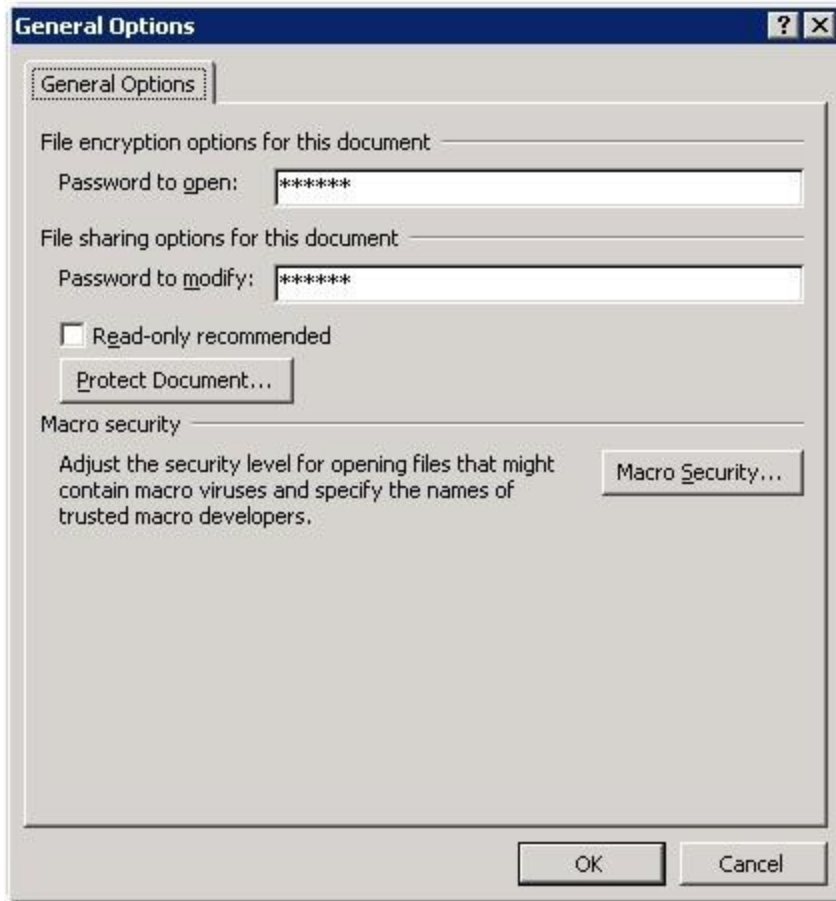 General Options
General Options
File encryption options for this document
Password to open: ******
File sharing options for this document
Password to modify: ******
Read-only recommended
Protect Document...
Macro security
Adjust the security level for opening files that might
contain macro viruses and specify the names of
trusted macro developers.
Macro Security...
OK Cancel